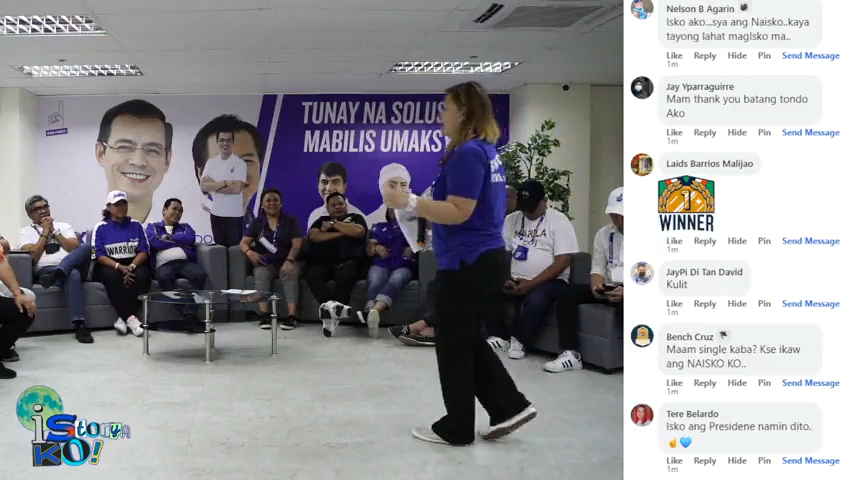 TUNAY NA
MABILIS
WARRIOR
iSTORYA
KO!
Nelson B Agarin
Isko ako...sya ang Naisko..kaya
tayong lahat magIsko ma..
Like Reply Hide Pin Send Message
1m
Jay Yparraguirre
Mam thank you batang tondo
Ako
Like Reply Hide Pin Send Message
1m
Laids Barrios Malijao
1
WINNER
Like Reply Hide Pin Send Message
1m
JayPi Di Tan David
Kulit
Like Reply Hide Pin Send Message
1m
Bench Cruz
Maam single kaba? Kse ikaw
ang NAISKO KO..
Like Reply Hide Pin Send Message
1m
Tere Belardo
Isko ang Presidene namin dito.
Like Reply Hide Pin Send Message
1m